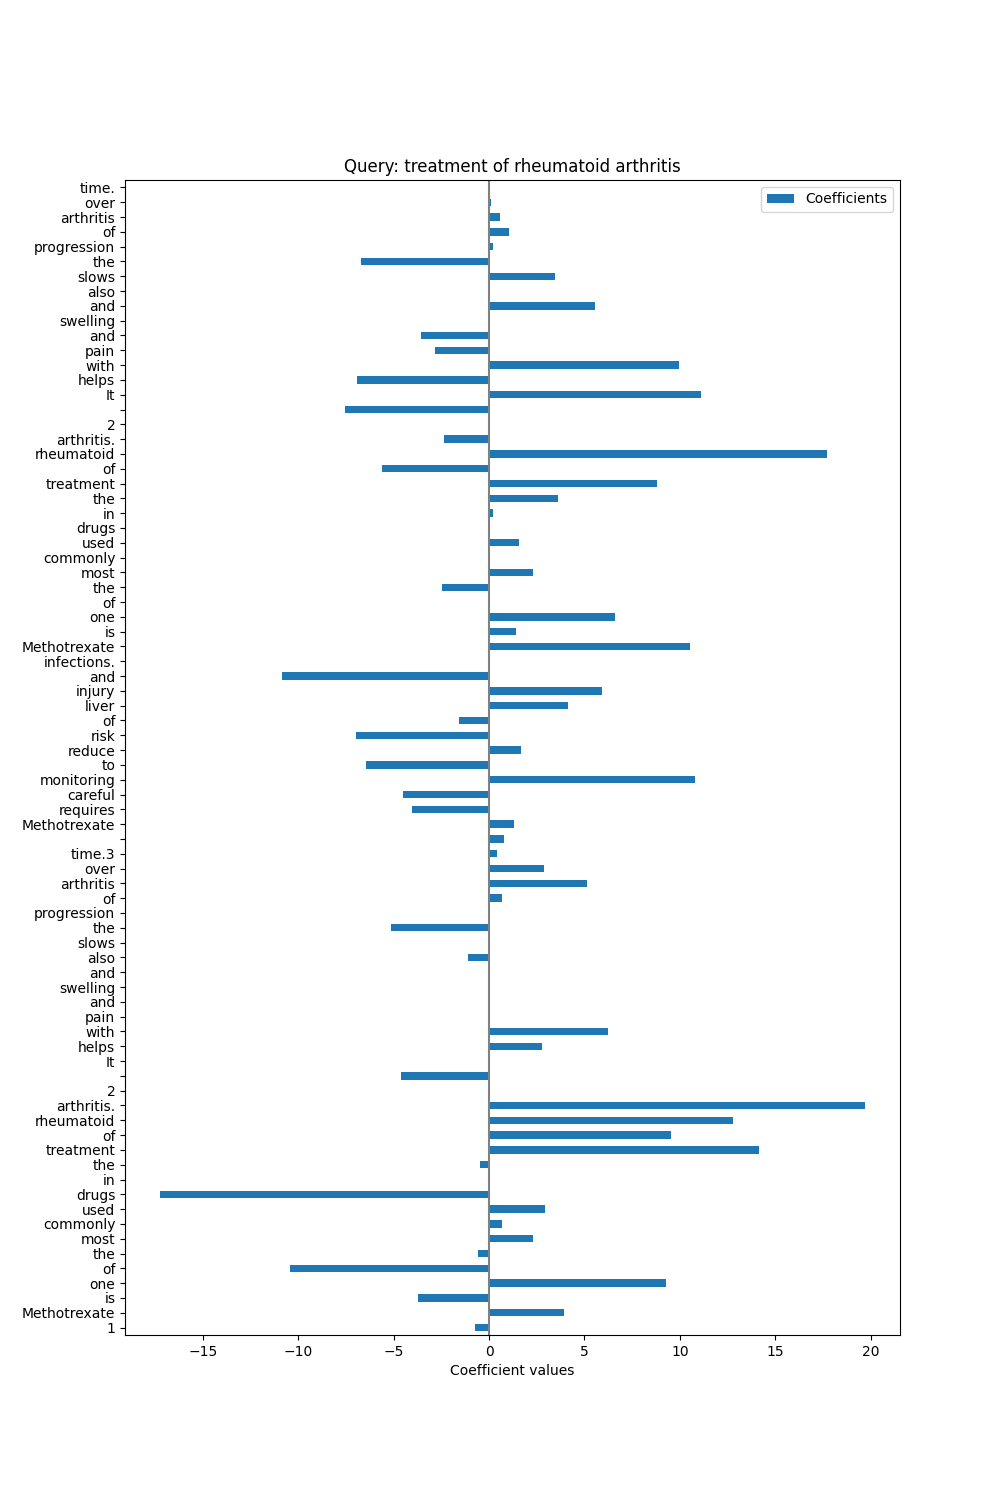 Query: treatment of rheumatoid arthritis
Coefficients
time.
over
arthritis
of
progression
the
slows
also
and
swelling
and
pain
with
helps
It
2
arthritis.
rheumatoid
of
treatment
the
in
drugs
used
commonly
most
the
of
one
is
Methotrexate
infections.
and
injury
liver
of
risk
reduce
to
monitoring
careful
requires
Methotrexate
time.3
over
arthritis
of
progression
the
slows
also
and
swelling
and
pain
with
helps
It
2
arthritis.
rheumatoid
of
treatment
the
in
drugs
used
commonly
most
the
of
one
is
Methotrexate
1
−15 −10 −5 0 5 10 15 20
Coefficient values